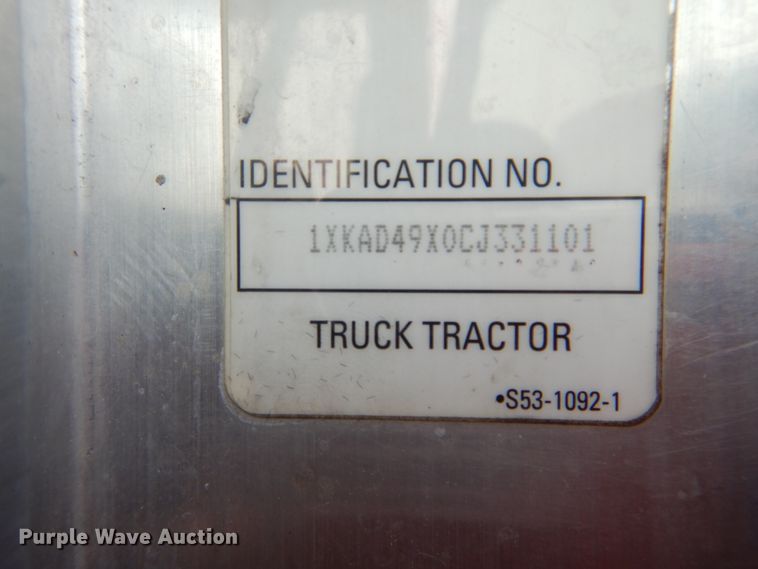 IDENTIFICATION NO.
1XKAD49X0CJ331101
TRUCK TRACTOR
•S53-1092-1
Purple Wave Auction